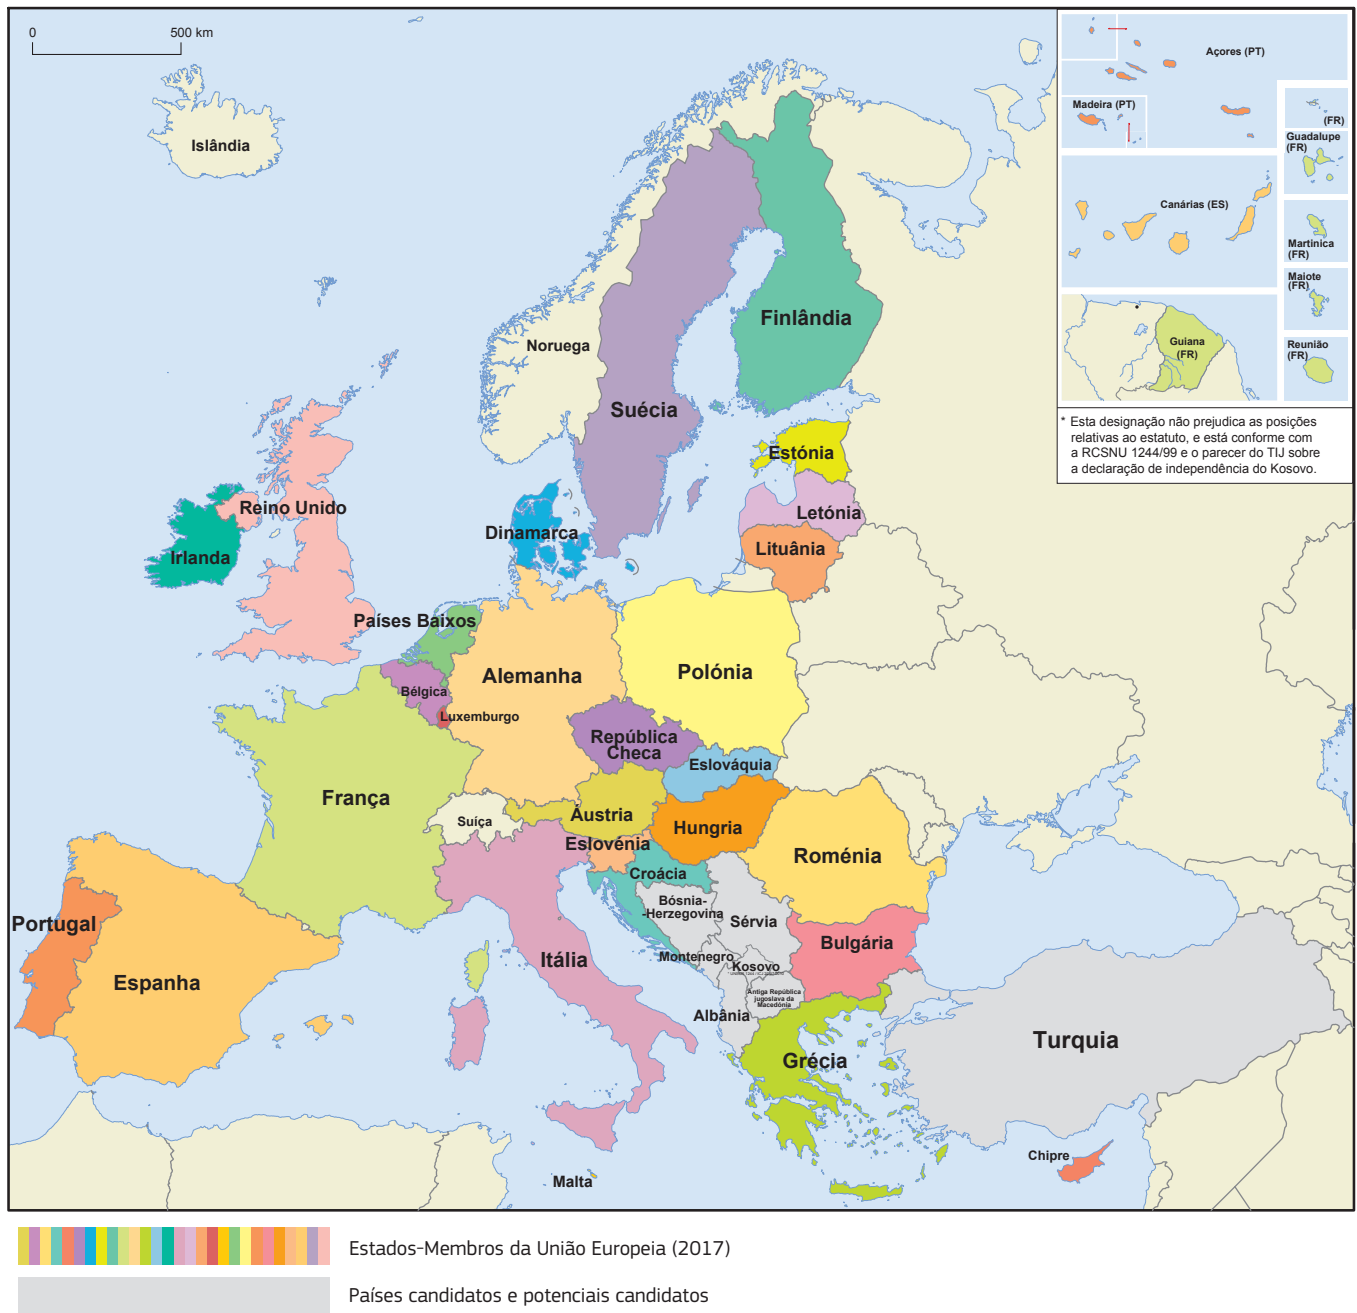 0 500 km
Islândia
Noruega
Suécia
Finlândia
Estónia
Letónia
Lituânia
Reino Unido
Irlanda
Dinamarca
Países Baixos
Bélgica
Luxemburgo
Alemanha
Polónia
República
Checa
Eslováquia
França
Suíça
Áustria
Hungria
Roménia
Eslovénia
Croácia
Bósnia-
-Herzegovina
Sérvia
Portugal
Espanha
Itália
Montenegro
Kosovo
Bulgária
Antiga República
jugoslava da
Macedónia
Albânia
Grécia
Turquia
Malta
Chipre
Açores (PT)
Madeira (PT)
(FR)
Guadalupe
(FR)
Canárias (ES)
Martinica
(FR)
Maiote
(FR)
Guiana
(FR)
Reunião
(FR)
* Esta designação não prejudica as posições
relativas ao estatuto, e está conforme com
a RCSNU 1244/99 e o parecer do TIJ sobre
a declaração de independência do Kosovo.
Estados-Membros da União Europeia (2017)
Países candidatos e potenciais candidatos